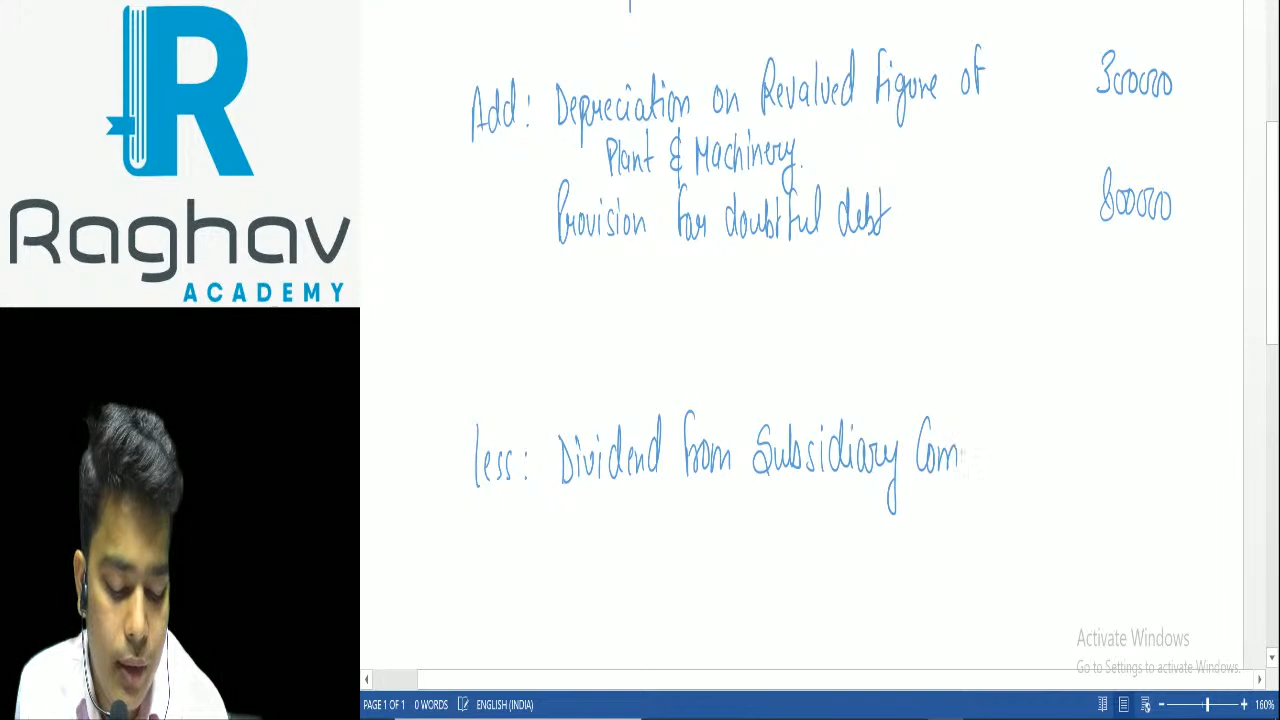 R
Raghav
ACADEMY
Add: Depreciation on Revalued figure of 300000
Plant & Machinery.
Provision for doubtful debt 800000
less: Dividend from Subsidiary Com
Activate Windows
Go to Settings to activate Windows.
PAGE 1 OF 1 0 WORDS ENGLISH (INDIA) 160%